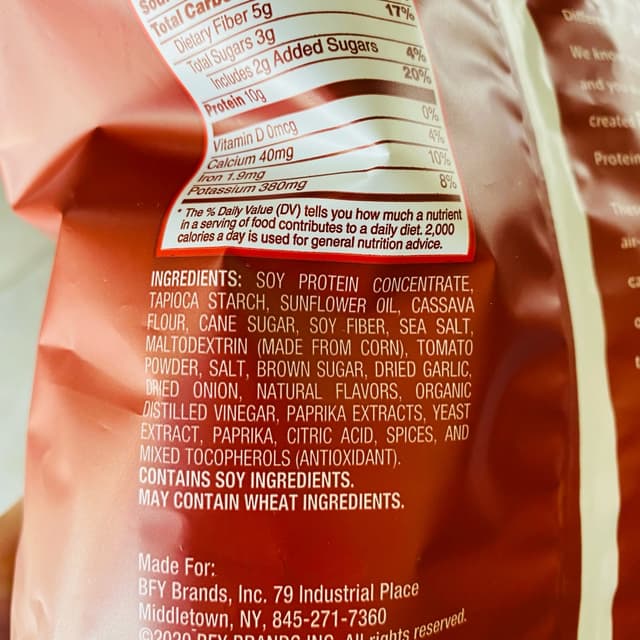 Total Carbo
Dietary Fiber 5g 17%
Total Sugars 3g
Includes 2g Added Sugars 4%
Protein 10g 20%
Vitamin D 0mcg 0%
Calcium 40mg 4%
Iron 1.9mg 10%
Potassium 380mg 8%
* The % Daily Value (DV) tells you how much a nutrient
in a serving of food contributes to a daily diet. 2,000
calories a day is used for general nutrition advice.
INGREDIENTS: SOY PROTEIN CONCENTRATE,
TAPIOCA STARCH, SUNFLOWER OIL, CASSAVA
FLOUR, CANE SUGAR, SOY FIBER, SEA SALT,
MALTODEXTRIN (MADE FROM CORN), TOMATO
POWDER, SALT, BROWN SUGAR, DRIED GARLIC,
DRIED ONION, NATURAL FLAVORS, ORGANIC
DISTILLED VINEGAR, PAPRIKA EXTRACTS, YEAST
EXTRACT, PAPRIKA, CITRIC ACID, SPICES, AND
MIXED TOCOPHEROLS (ANTIOXIDANT).
CONTAINS SOY INGREDIENTS.
MAY CONTAIN WHEAT INGREDIENTS.
Made For:
BFY Brands, Inc. 79 Industrial Place
Middletown, NY, 845-271-7360
©2020 BFY BRANDS INC. All rights reserved.
We know
and you
create
Protein